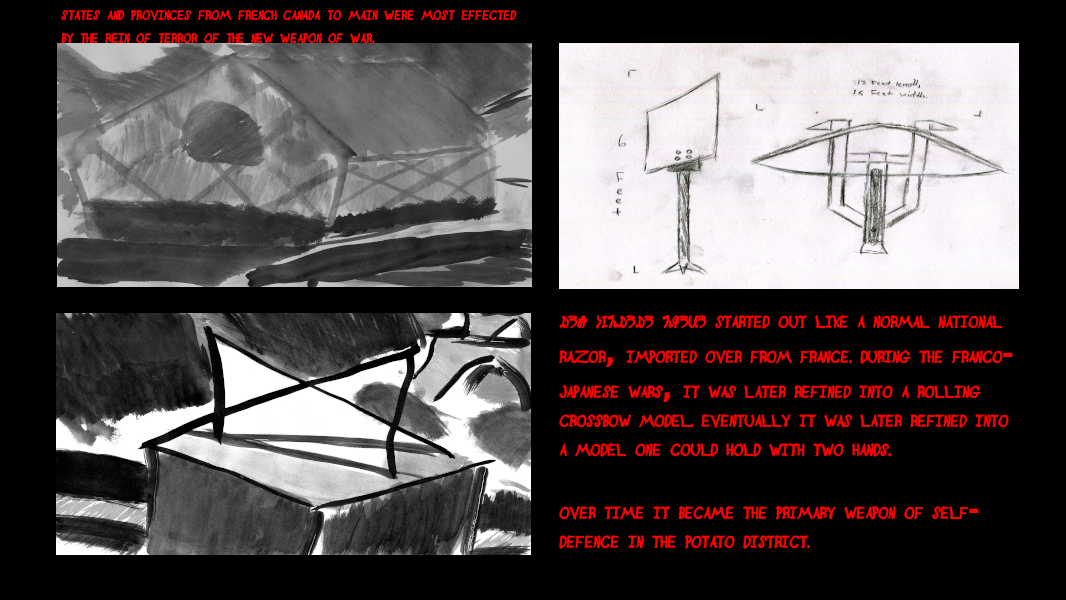 STATES AND PROVINCES FROM FRENCH CANADA TO MAIN WERE MOST EFFECTED
BY THE REIN OF TERROR OF THE NEW WEAPON OF WAR.
12 Feet length,
16 Feet width.
6 Feet
STARTED OUT LIKE A NORMAL NATIONAL
RAZOR, IMPORTED OVER FROM FRANCE. DURING THE FRANCO-
JAPANESE WARS, IT WAS LATER REFINED INTO A ROLLING
CROSSBOW MODEL. EVENTUALLY IT WAS LATER REFINED INTO
A MODEL ONE COULD HOLD WITH TWO HANDS.
OVER TIME IT BECAME THE PRIMARY WEAPON OF SELF-
DEFENCE IN THE POTATO DISTRICT.